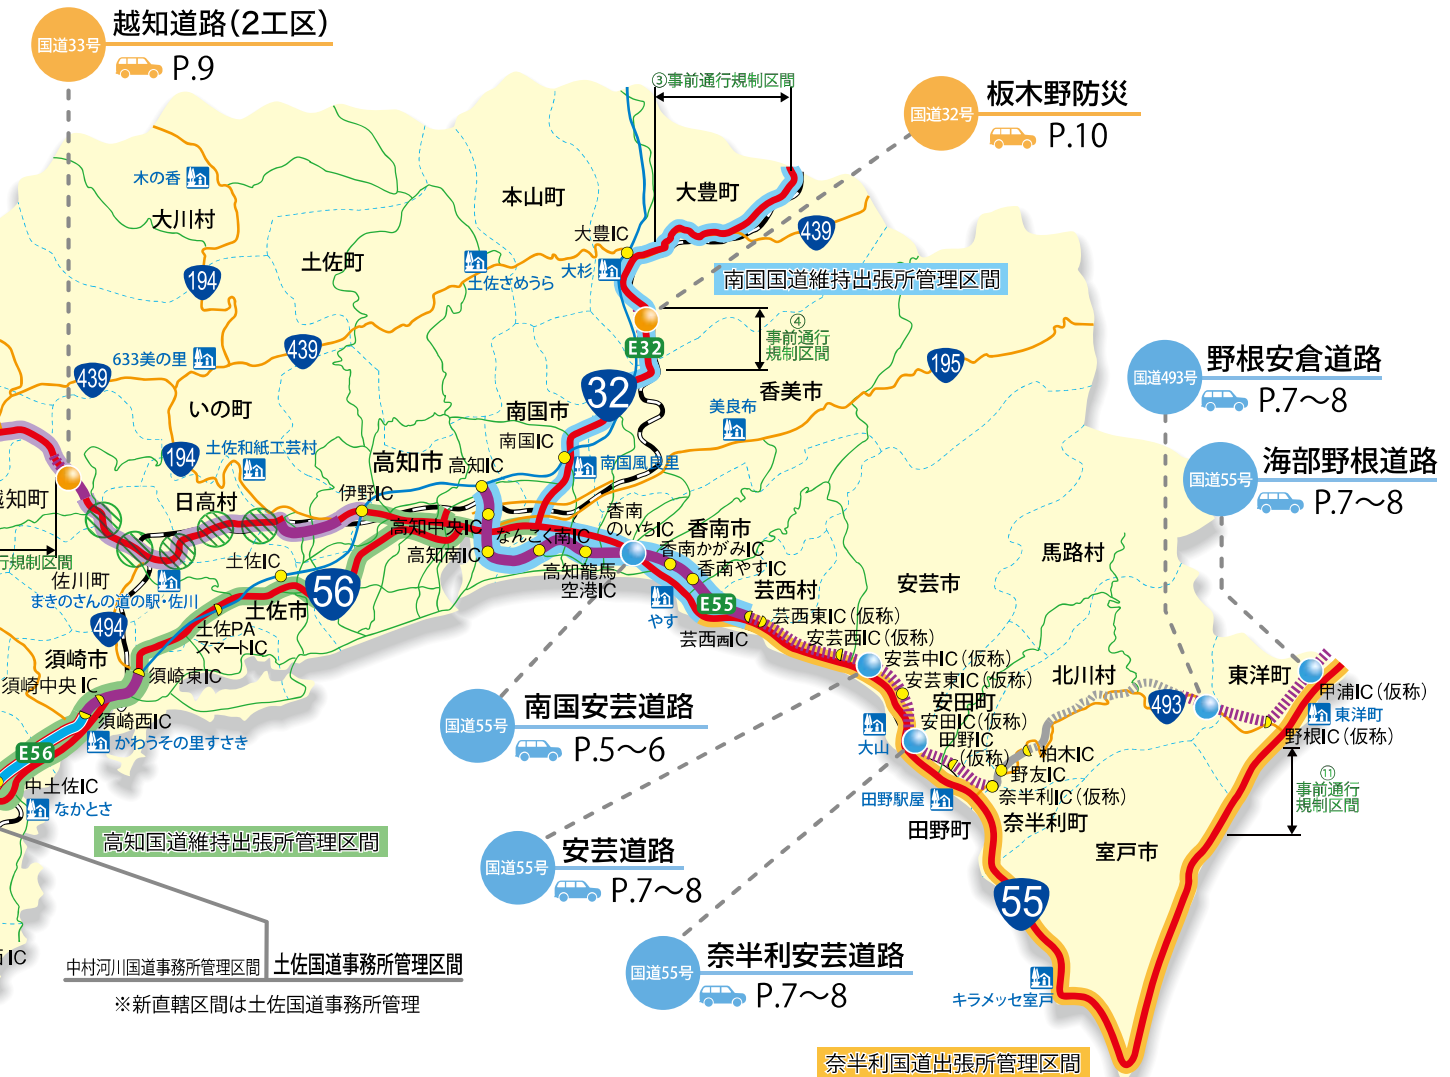 国道33号
越知道路(2工区)
P.9
③事前通行規制区間
国道32号
板木野防災
P.10
木の香
大川村
本山町
大豊町
439
大豊IC
土佐町
194
土佐さめうら
大杉
南国国道維持出張所管理区間
④
事前通行
規制区間
E32
633美の里
439
439
195
国道493号
野根安倉道路
P.7～8
32
香美市
いの町
南国市
美良布
194
土佐和紙工芸村
南国IC
高知市
高知IC
南国風良里
国道55号
海部野根道路
P.7～8
越知町
日高村
伊野IC
高知中央IC
香南
のいちIC
なんこく南IC
香南市
香南かがみIC
香南やすIC
馬路村
行規制区間
佐川町
土佐IC
高知南IC
高知龍馬
空港IC
芸西村
安芸市
まきのさんの道の駅・佐川
56
土佐市
やす
E55
芸西東IC(仮称)
494
土佐PA
スマートIC
芸西西IC
安芸西IC(仮称)
須崎市
安芸中IC(仮称)
須崎中央IC
須崎東IC
安芸東IC(仮称)
北川村
東洋町
甲浦IC(仮称)
安田町
493
東洋町
須崎西IC
安田IC(仮称)
野根IC(仮称)
かわうその里すさき
E56
国道55号
南国安芸道路
P.5～6
大山
田野IC
(仮称)
柏木IC
野友IC
⑪
事前通行
規制区間
中土佐IC
なかとさ
田野駅屋
奈半利IC(仮称)
田野町
奈半利町
室戸市
高知国道維持出張所管理区間
国道55号
安芸道路
P.7～8
55
IC
中村河川国道事務所管理区間
土佐国道事務所管理区間
※新直轄区間は土佐国道事務所管理
国道55号
奈半利安芸道路
P.7～8
キラメッセ室戸
奈半利国道出張所管理区間